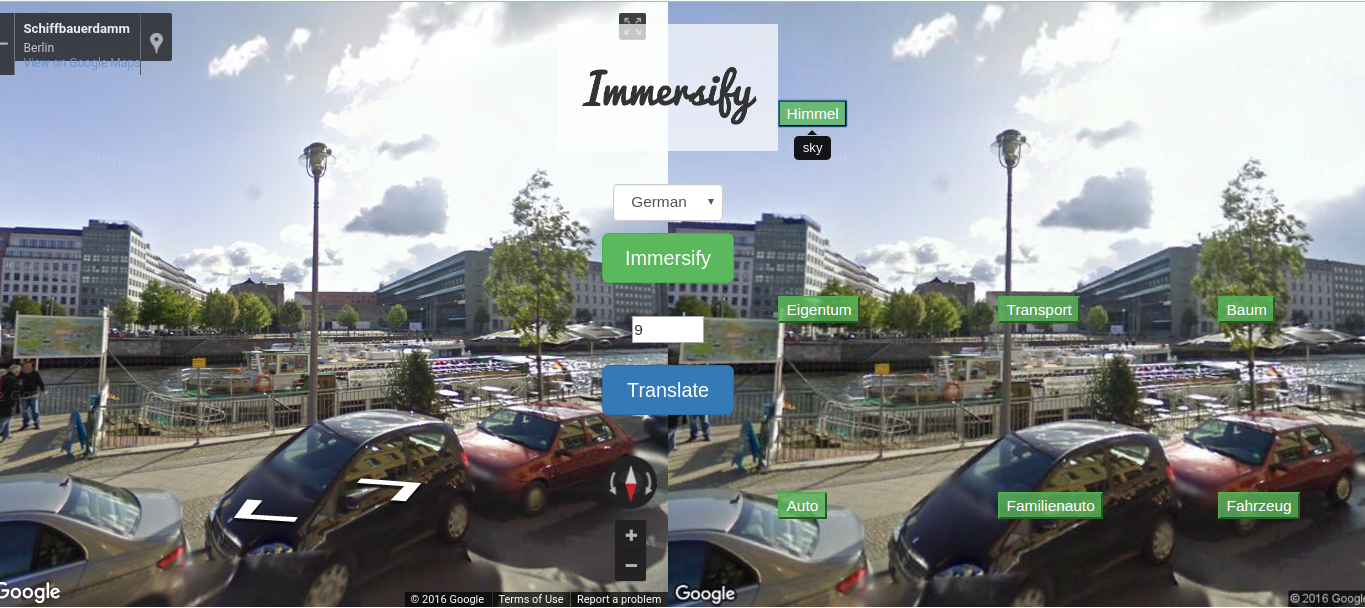 Schiffbauerdamm
Berlin
View on Google Maps
Immersify
Himmel
sky
German
Immersify
Eigentum
Transport
Baum
9
Translate
Auto
Familienauto
Fahrzeug
+
−
Google
© 2016 Google
Terms of Use
Report a problem
Google
© 2016 Google